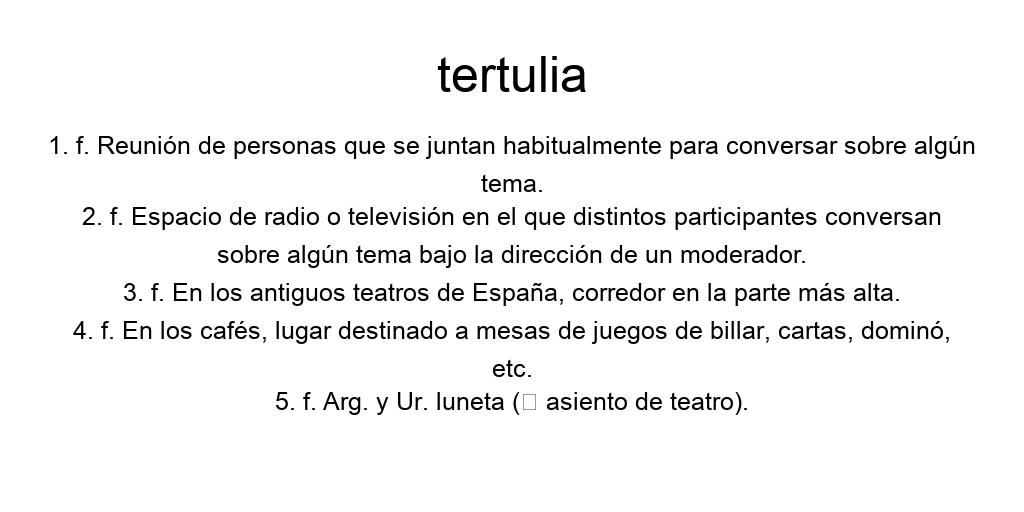 tertulia
1. f. Reunión de personas que se juntan habitualmente para conversar sobre algún
tema.
2. f. Espacio de radio o televisión en el que distintos participantes conversan
sobre algún tema bajo la dirección de un moderador.
3. f. En los antiguos teatros de España, corredor en la parte más alta.
4. f. En los cafés, lugar destinado a mesas de juegos de billar, cartas, dominó,
etc.
5. f. Arg. y Ur. luneta (□ asiento de teatro).